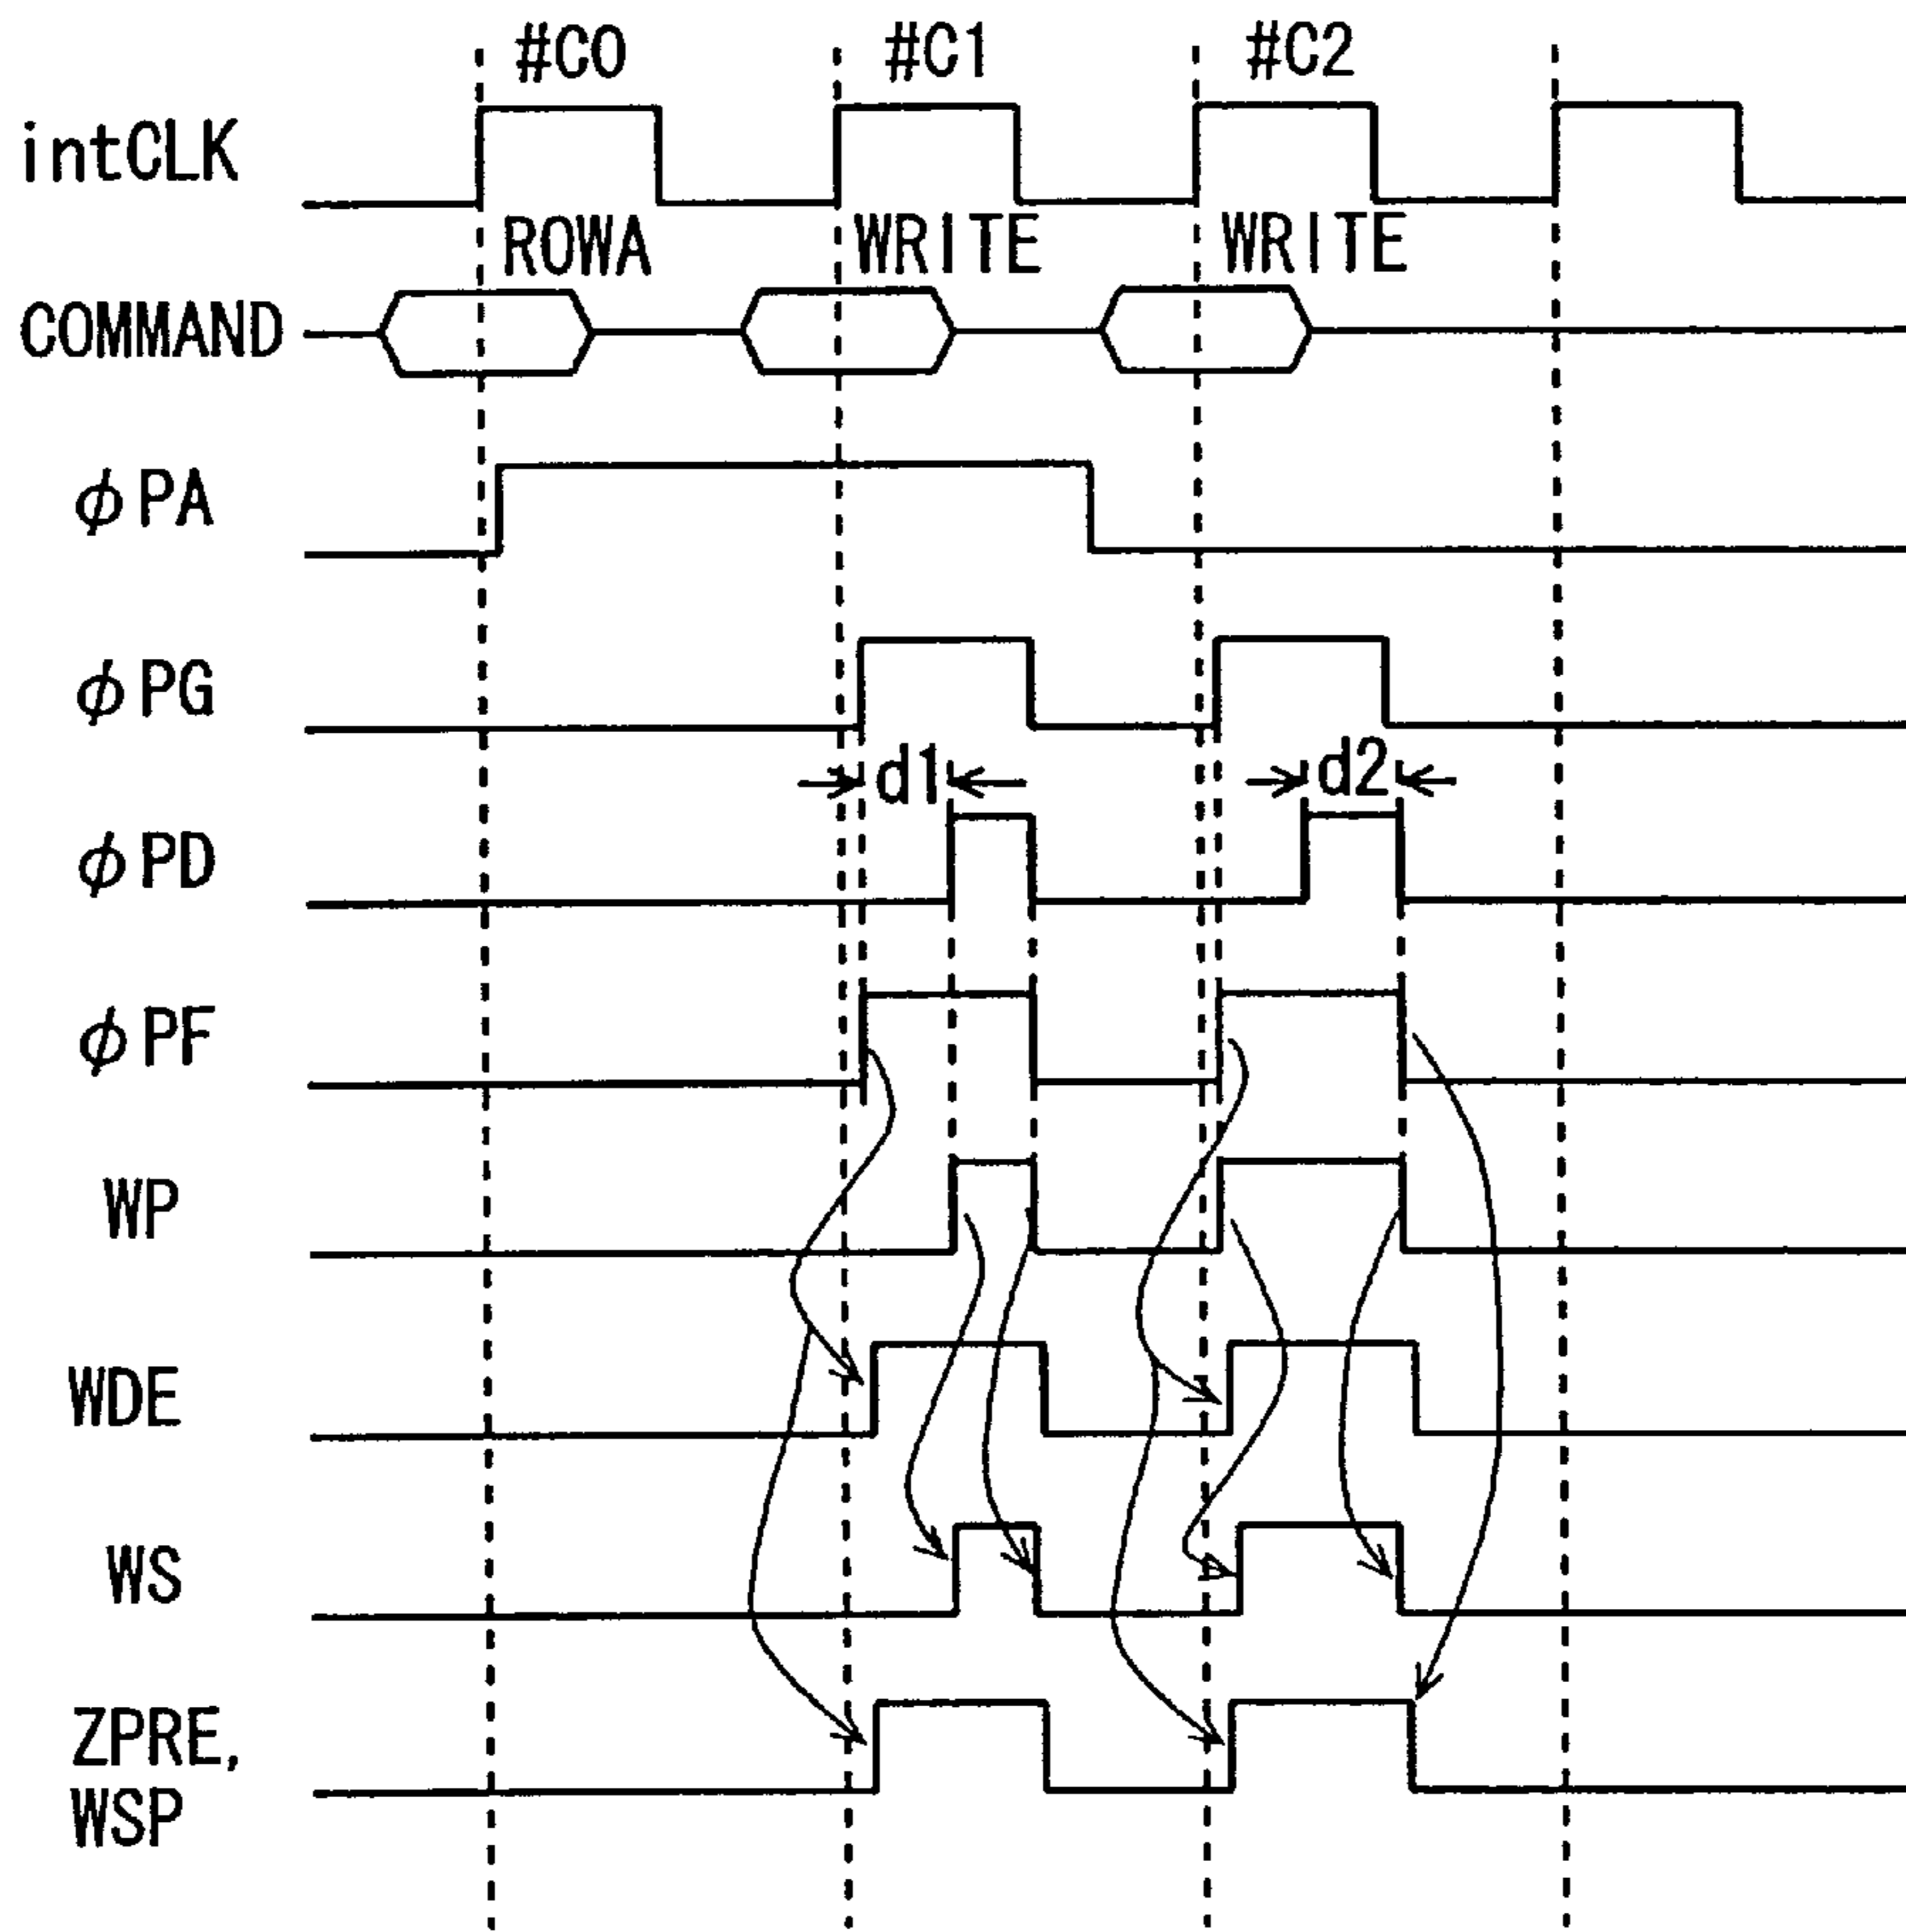 #C0 #C1 #C2
intCLK
ROWA WRITE WRITE
COMMAND
φPA
φPG
d1 d2
φPD
φPF
WP
WDE
WS
ZPRE,
WSP